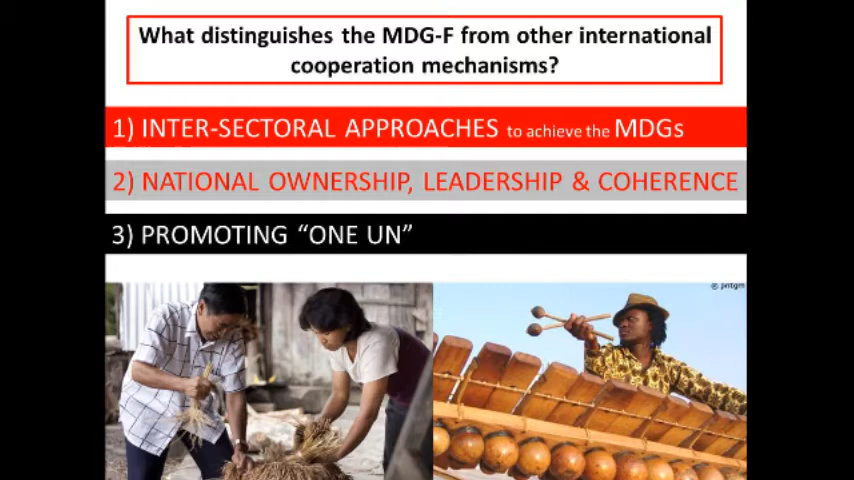 What distinguishes the MDG-F from other international
cooperation mechanisms?
1) INTER-SECTORAL APPROACHES to achieve the MDGs
2) NATIONAL OWNERSHIP, LEADERSHIP & COHERENCE
3) PROMOTING “ONE UN”